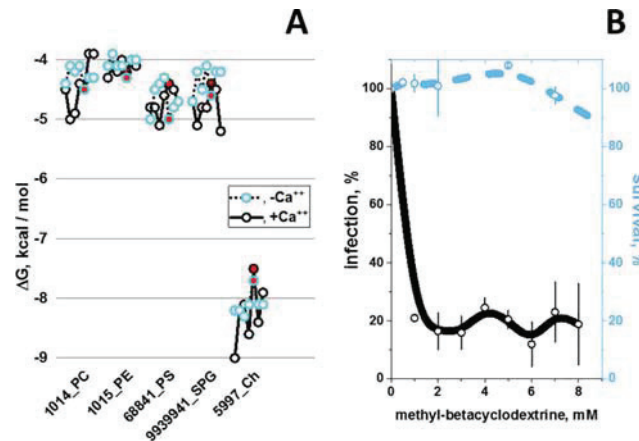 A
-4
-5
-6
-7
-8
-9
ΔG, kcal / mol
, -Ca++
, +Ca++
1014_PC
1015_PE
68841_PS
9939941_SPG
5997_Ch
B
100
80
60
40
20
0
infection, %
100
80
60
40
20
0
Survival, %
0 2 4 6 8
methyl-betacyclodextrine, mM